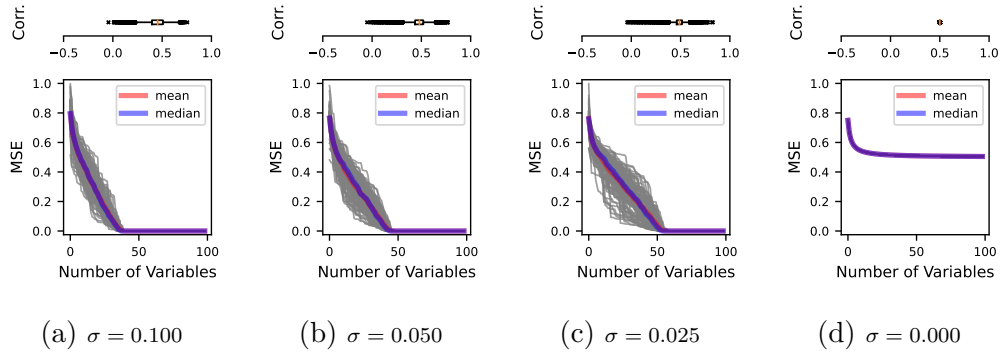 Corr.
−0.5 0.0 0.5 1.0
MSE
1.0
0.8
0.6
0.4
0.2
0.0
mean
median
0 50 100
Number of Variables
(a) σ = 0.100
Corr.
−0.5 0.0 0.5 1.0
MSE
1.0
0.8
0.6
0.4
0.2
0.0
mean
median
0 50 100
Number of Variables
(b) σ = 0.050
Corr.
−0.5 0.0 0.5 1.0
MSE
1.0
0.8
0.6
0.4
0.2
0.0
mean
median
0 50 100
Number of Variables
(c) σ = 0.025
Corr.
−0.5 0.0 0.5 1.0
MSE
1.0
0.8
0.6
0.4
0.2
0.0
mean
median
0 50 100
Number of Variables
(d) σ = 0.000